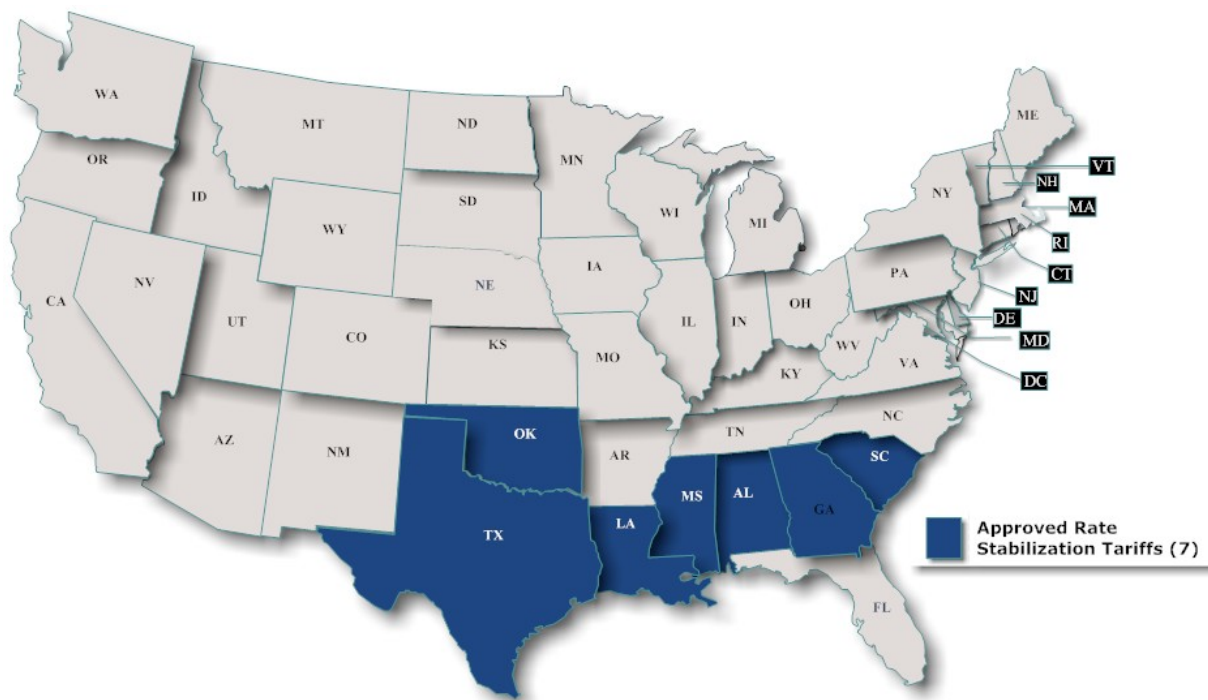 WA
MT
ND
MN
ME
OR
ID
WY
SD
WI
MI
NY
VT
NH
MA
RI
CT
NJ
DE
MD
DC
CA
NV
UT
CO
NE
KS
IA
MO
IL
IN
OH
PA
WV
VA
KY
NC
TN
AZ
NM
OK
AR
SC
TX
LA
MS
AL
GA
FL
Approved Rate
Stabilization Tariffs (7)